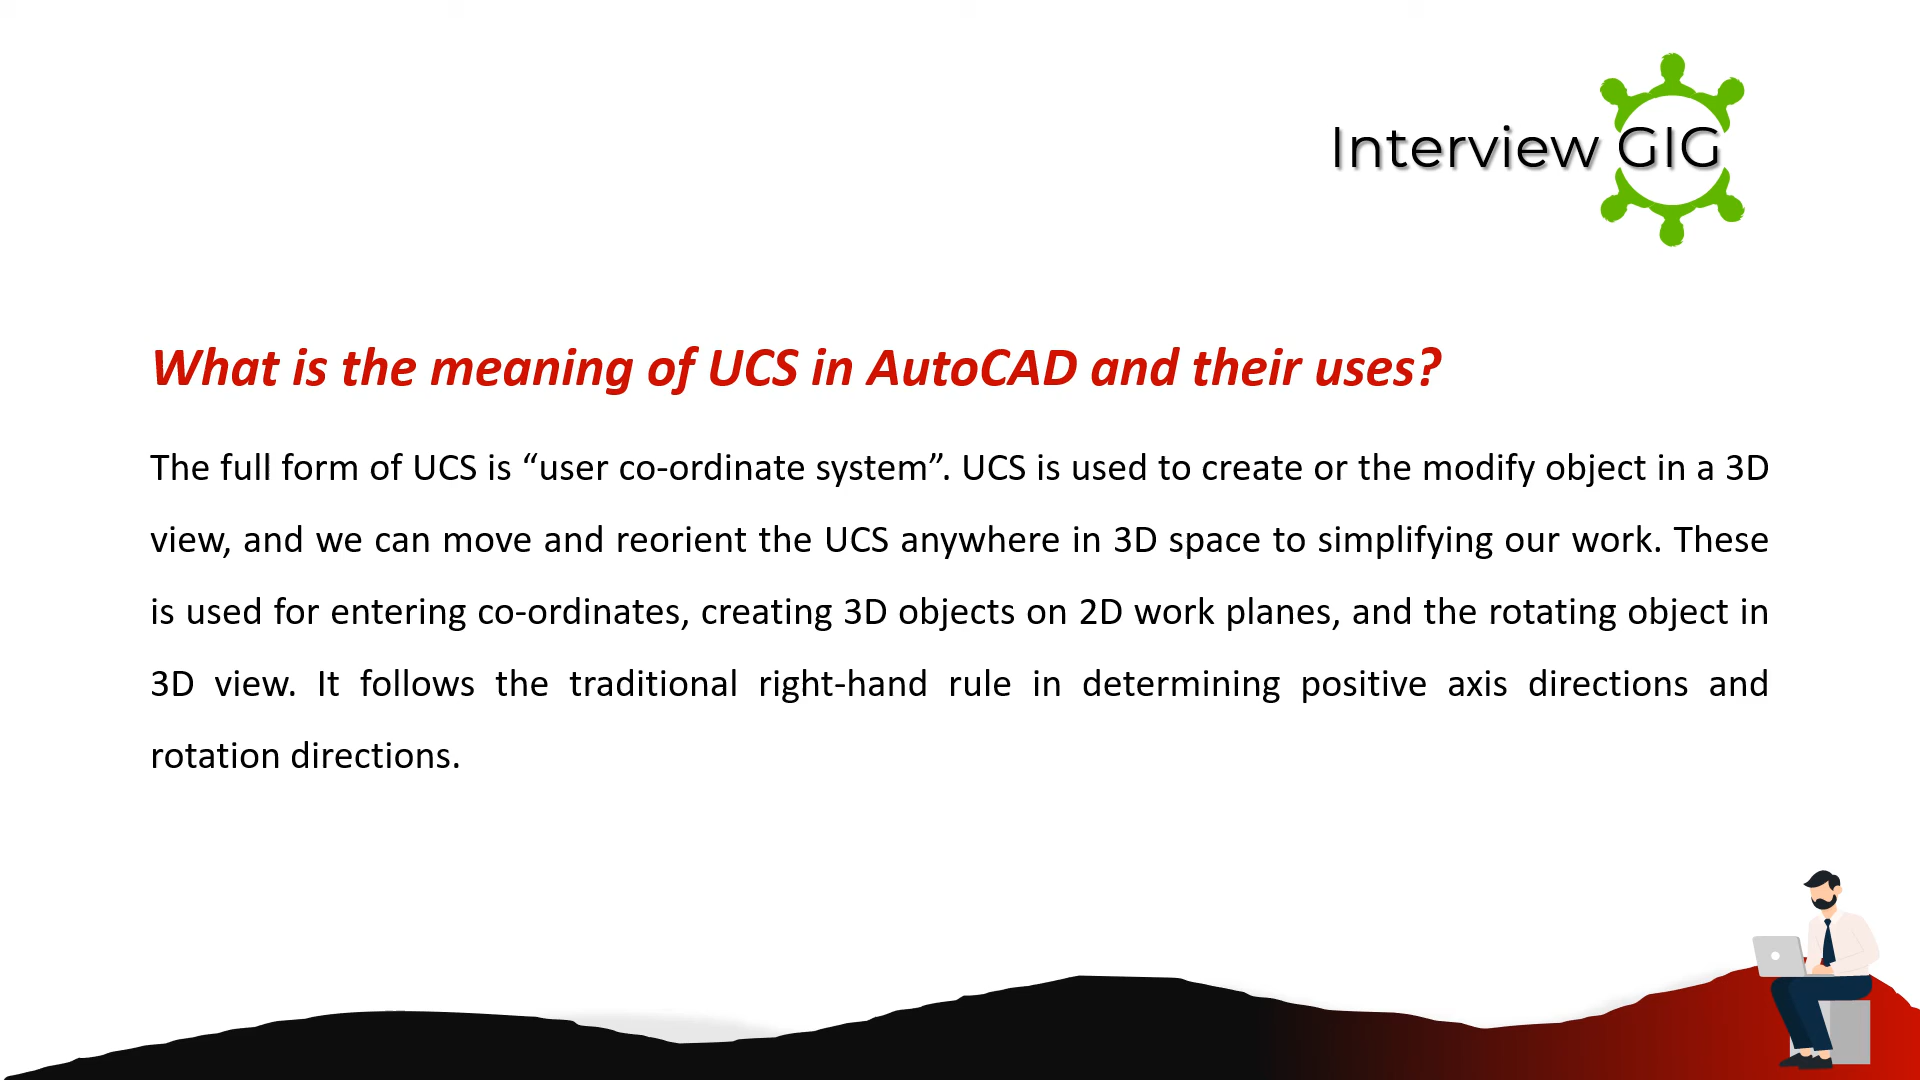 Interview GIG
What is the meaning of UCS in AutoCAD and their uses?
The full form of UCS is “user co-ordinate system”. UCS is used to create or the modify object in a 3D
view, and we can move and reorient the UCS anywhere in 3D space to simplifying our work. These
is used for entering co-ordinates, creating 3D objects on 2D work planes, and the rotating object in
3D view. It follows the traditional right-hand rule in determining positive axis directions and
rotation directions.